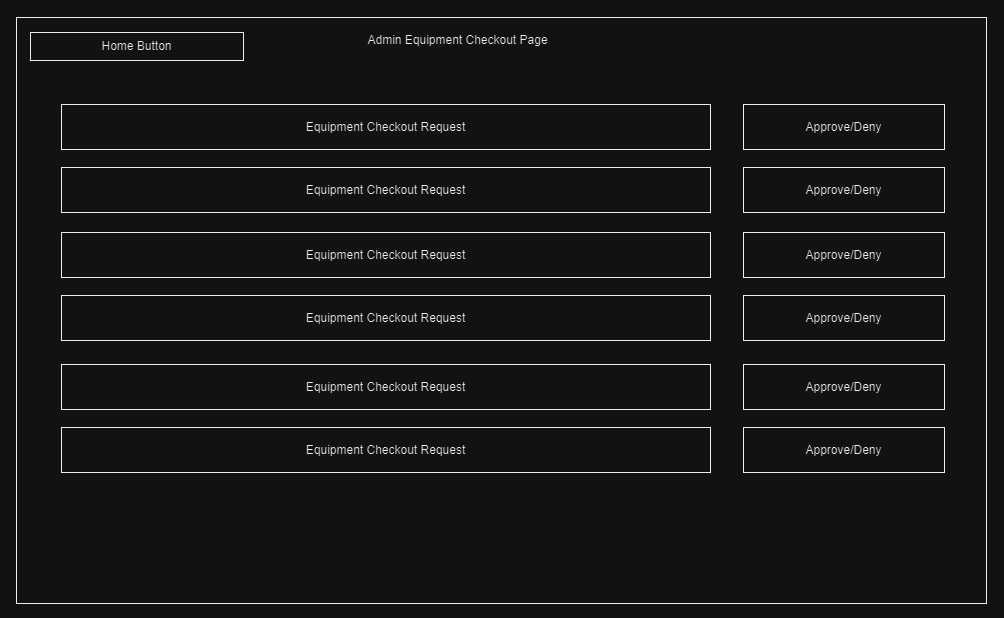 Home Button
Admin Equipment Checkout Page
Equipment Checkout Request
Approve/Deny
Equipment Checkout Request
Approve/Deny
Equipment Checkout Request
Approve/Deny
Equipment Checkout Request
Approve/Deny
Equipment Checkout Request
Approve/Deny
Equipment Checkout Request
Approve/Deny